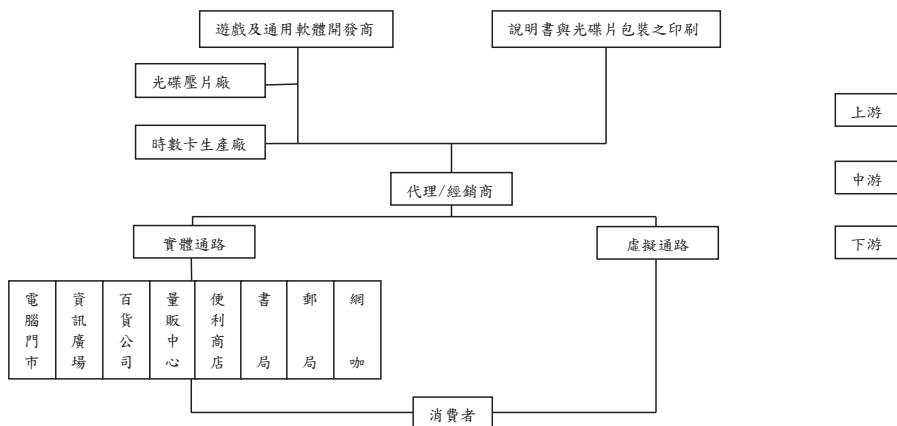 遊戲及通用軟體開發商
說明書與光碟片包裝之印刷
光碟壓片廠
上游
時數卡生產廠
中游
代理/經銷商
實體通路
虛擬通路
下游
電腦門市
資訊廣場
百貨公司
量販中心
便利商店
書局
郵局
網咖
消費者